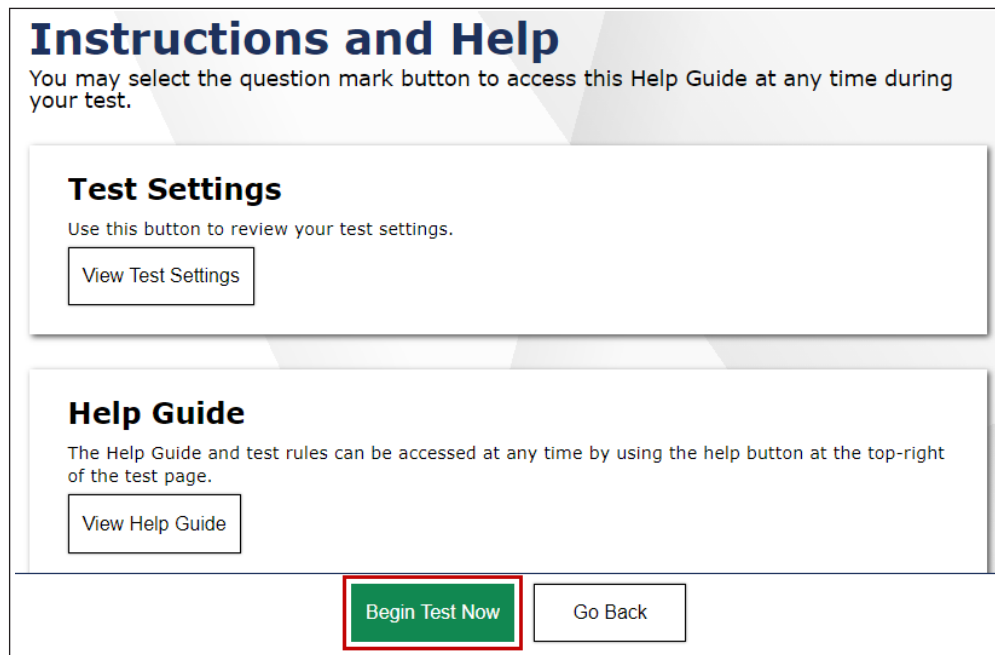 Instructions and Help
You may select the question mark button to access this Help Guide at any time during
your test.
Test Settings
Use this button to review your test settings.
View Test Settings
Help Guide
The Help Guide and test rules can be accessed at any time by using the help button at the top-right
of the test page.
View Help Guide
Begin Test Now
Go Back